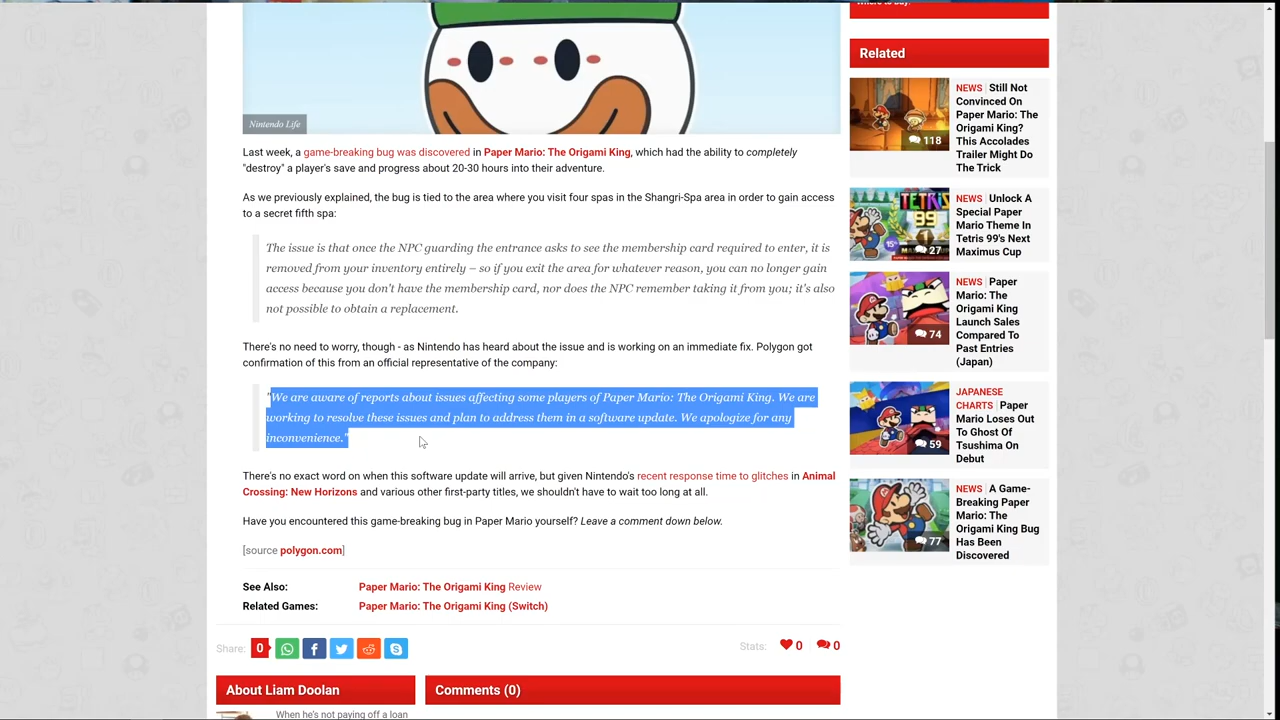 Where to buy:
Nintendo Life
Last week, a game-breaking bug was discovered in Paper Mario: The Origami King, which had the ability to completely
"destroy" a player's save and progress about 20-30 hours into their adventure.
As we previously explained, the bug is tied to the area where you visit four spas in the Shangri-Spa area in order to gain access
to a secret fifth spa:
The issue is that once the NPC guarding the entrance asks to see the membership card required to enter, it is
removed from your inventory entirely – so if you exit the area for whatever reason, you can no longer gain
access because you don't have the membership card, nor does the NPC remember taking it from you; it's also
not possible to obtain a replacement.
There's no need to worry, though - as Nintendo has heard about the issue and is working on an immediate fix. Polygon got
confirmation of this from an official representative of the company:
"We are aware of reports about issues affecting some players of Paper Mario: The Origami King. We are
working to resolve these issues and plan to address them in a software update. We apologize for any
inconvenience."
There's no exact word on when this software update will arrive, but given Nintendo's recent response time to glitches in Animal
Crossing: New Horizons and various other first-party titles, we shouldn't have to wait too long at all.
Have you encountered this game-breaking bug in Paper Mario yourself? Leave a comment down below.
[source polygon.com]
See Also: Paper Mario: The Origami King Review
Related Games: Paper Mario: The Origami King (Switch)
Share: 0
Stats: 0 0
About Liam Doolan
When he's not paying off a loan
Comments (0)
Related
118
NEWS Still Not
Convinced On
Paper Mario: The
Origami King?
This Accolades
Trailer Might Do
The Trick
TETRIS
99
27
NEWS Unlock A
Special Paper
Mario Theme In
Tetris 99's Next
Maximus Cup
74
NEWS Paper
Mario: The
Origami King
Launch Sales
Compared To
Past Entries
(Japan)
59
JAPANESE
CHARTS Paper
Mario Loses Out
To Ghost Of
Tsushima On
Debut
77
NEWS A Game-
Breaking Paper
Mario: The
Origami King Bug
Has Been
Discovered